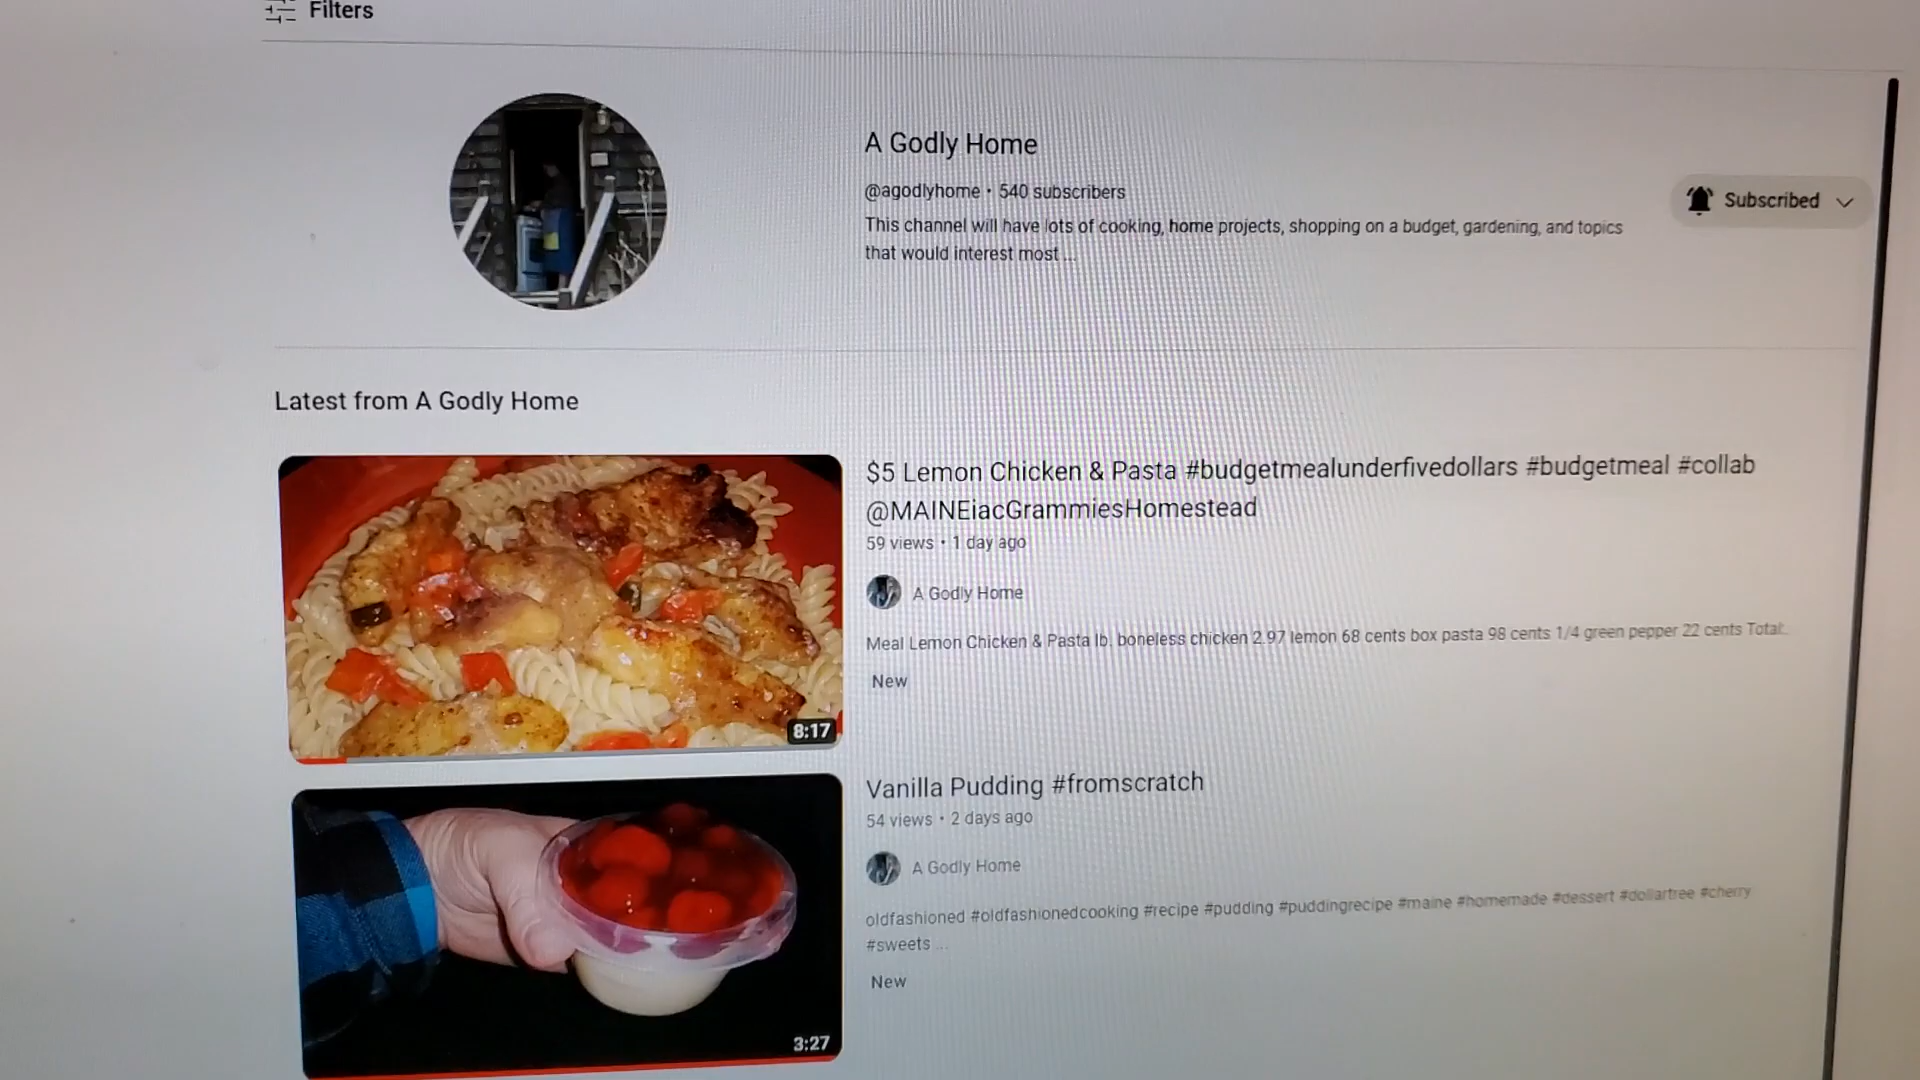 Filters
A Godly Home
@agodlyhome • 540 subscribers
Subscribed
This channel will have lots of cooking, home projects, shopping on a budget, gardening, and topics
that would interest most ...
Latest from A Godly Home
$5 Lemon Chicken & Pasta #budgetmealunderfivedollars #budgetmeal #collab
@MAINEiacGrammiesHomestead
59 views • 1 day ago
A Godly Home
Meal Lemon Chicken & Pasta lb. boneless chicken 2.97 lemon 68 cents box pasta 98 cents 1/4 green pepper 22 cents Total:
New
8:17
Vanilla Pudding #fromscratch
54 views • 2 days ago
A Godly Home
oldfashioned #oldfashionedcooking #recipe #pudding #puddingrecipe #maine #homemade #dessert #dollartree #cherry
#sweets ...
New
3:27